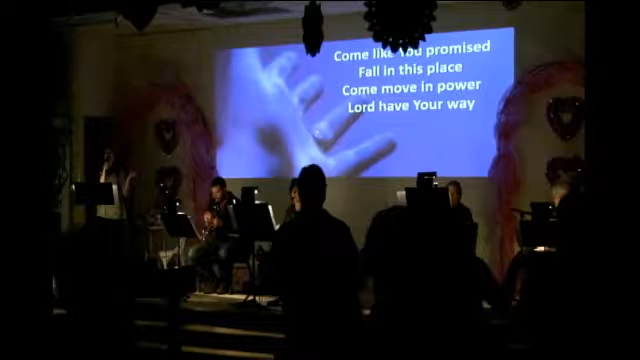 Come like You promised
Fall in this place
Come move in power
Lord have Your way